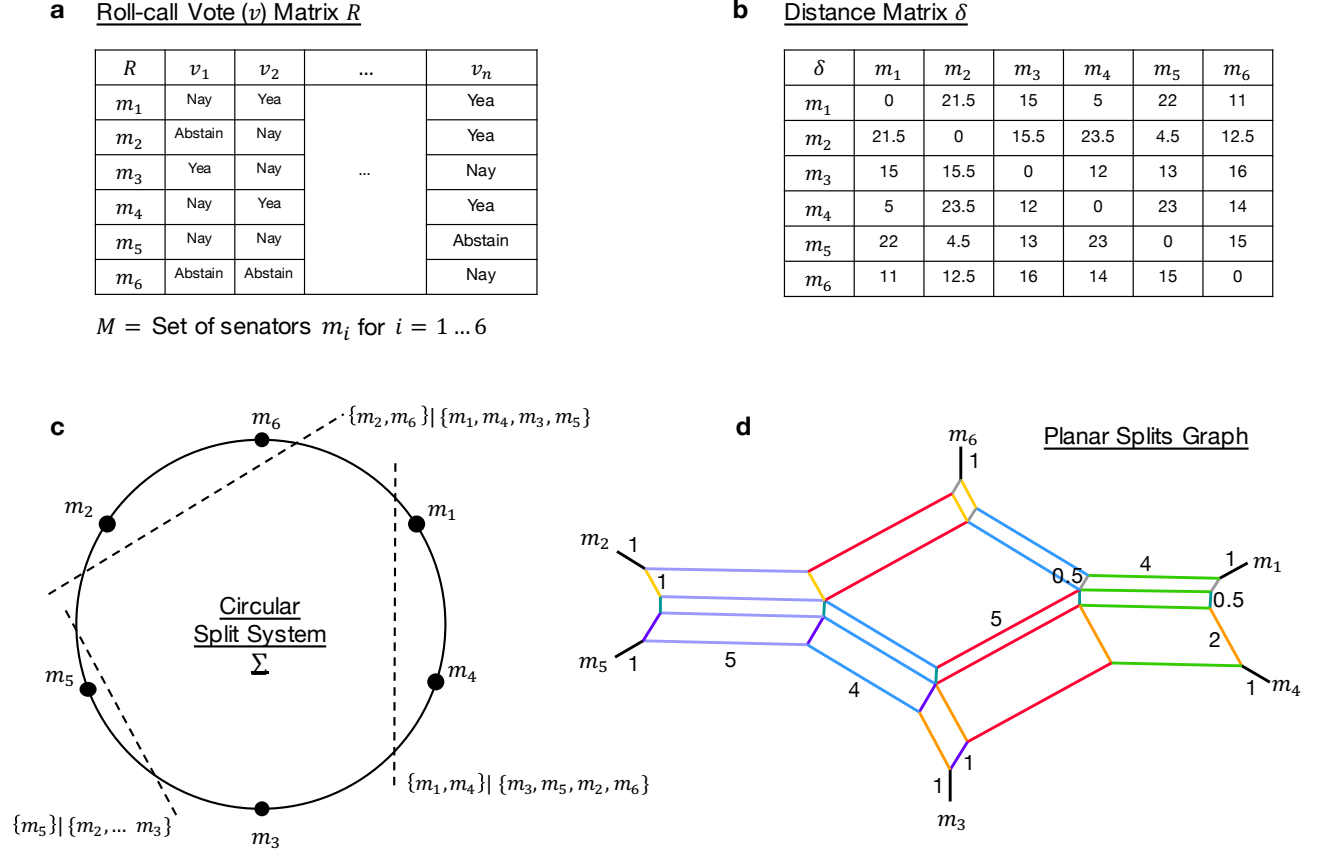 a Roll-call Vote (v) Matrix R
R v₁ v₂ ... vₙ
m₁ Nay Yea Yea
m₂ Abstain Nay Yea
m₃ Yea Nay ... Nay
m₄ Nay Yea Yea
m₅ Nay Nay Abstain
m₆ Abstain Abstain Nay
M = Set of senators mᵢ for i = 1 ... 6
b Distance Matrix δ
δ m₁ m₂ m₃ m₄ m₅ m₆
m₁ 0 21.5 15 5 22 11
m₂ 21.5 0 15.5 23.5 4.5 12.5
m₃ 15 15.5 0 12 13 16
m₄ 5 23.5 12 0 23 14
m₅ 22 4.5 13 23 0 15
m₆ 11 12.5 16 14 15 0
c
{m₂, m₆}|{m₁, m₄, m₃, m₅}
m₆
m₂
m₁
Circular
Split System
Σ
m₅
m₄
{m₁, m₄}|{m₃, m₅, m₂, m₆}
{m₅}|{m₂, ... m₃}
m₃
d Planar Splits Graph
m₆
1
m₂ 1
1
0.5
4
1 m₁
0.5
5
2
m₅ 1
5
4
1 m₄
1
1
m₃